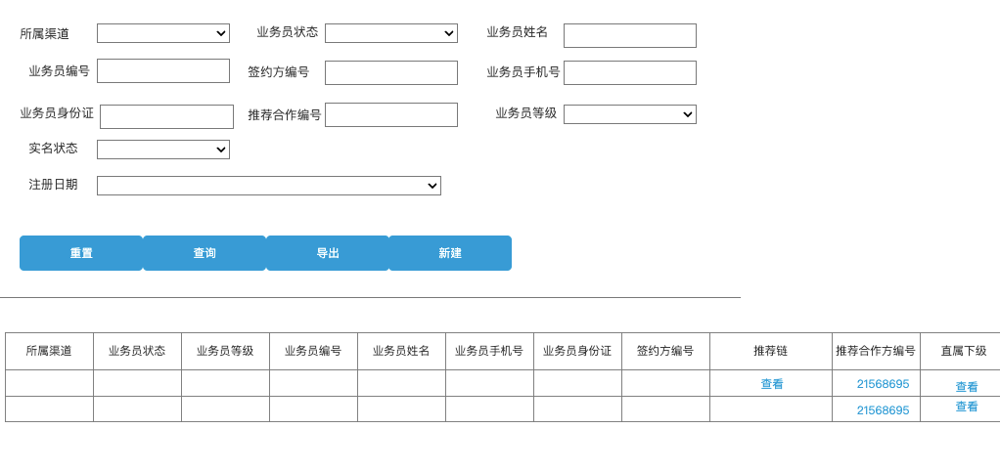 所属渠道 业务员状态 业务员姓名
业务员编号 签约方编号 业务员手机号
业务员身份证 推荐合作编号 业务员等级
实名状态
注册日期
重置 查询 导出 新建
所属渠道 业务员状态 业务员等级 业务员编号 业务员姓名 业务员手机号 业务员身份证 签约方编号 推荐链 推荐合作方编号 直属下级
查看 21568695 查看
21568695 查看